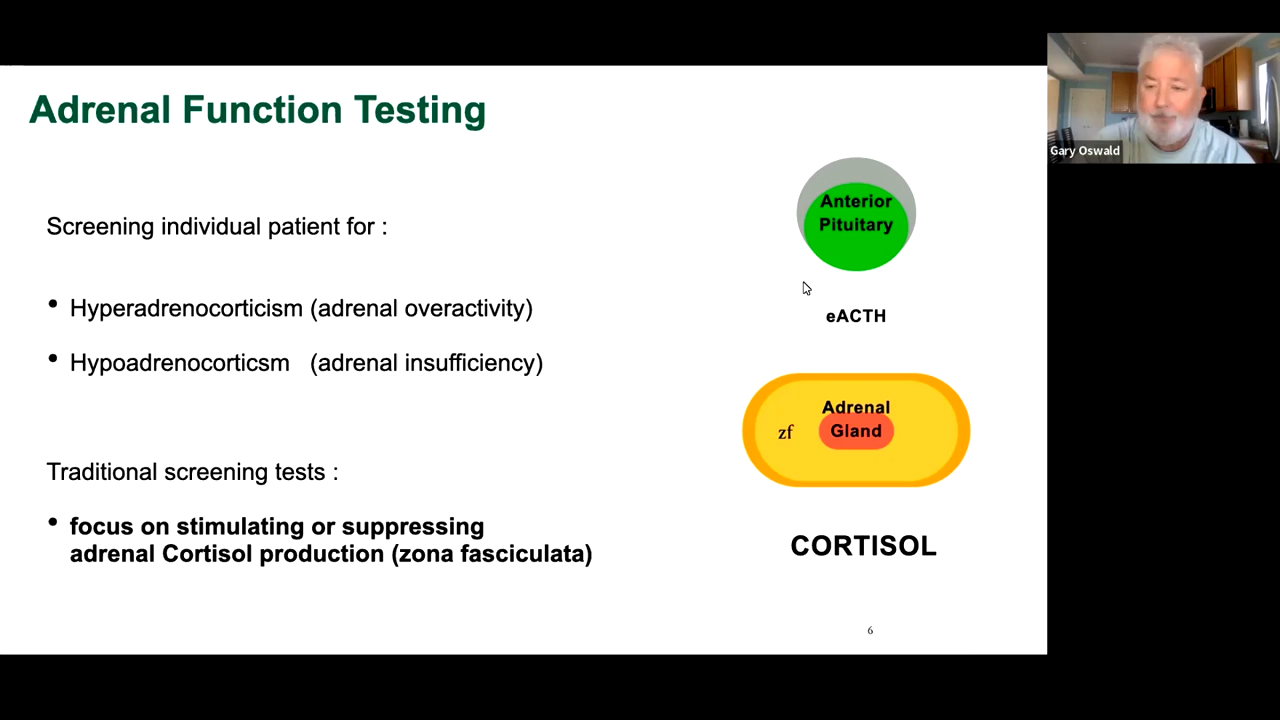 Adrenal Function Testing
Screening individual patient for :
• Hyperadrenocorticism (adrenal overactivity)
• Hypoadrenocorticsm (adrenal insufficiency)
Traditional screening tests :
• focus on stimulating or suppressing
adrenal Cortisol production (zona fasciculata)
Anterior
Pituitary
eACTH
Adrenal
zf Gland
CORTISOL
6
Gary Oswald